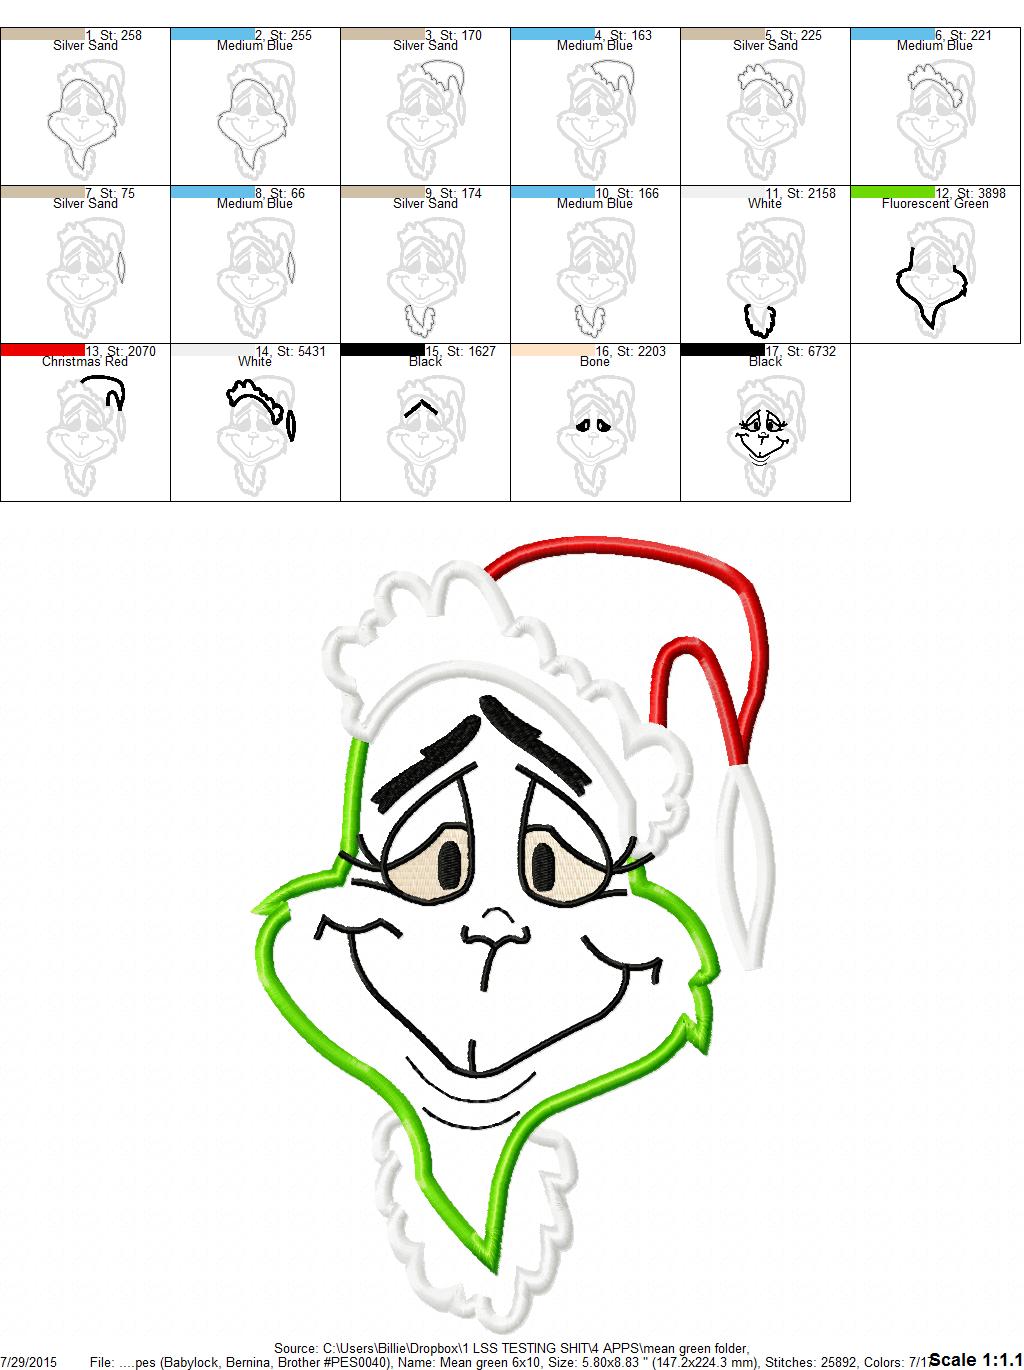 1, St: 258
Silver Sand
2, St: 255
Medium Blue
3, St: 170
Silver Sand
4, St: 163
Medium Blue
5, St: 225
Silver Sand
6, St: 221
Medium Blue
7, St: 75
Silver Sand
8, St: 66
Medium Blue
9, St: 174
Silver Sand
10, St: 166
Medium Blue
11, St: 2158
White
12, St: 3898
Fluorescent Green
13, St: 2070
Christmas Red
14, St: 5431
White
15, St: 1627
Black
16, St: 2203
Bone
17, St: 6732
Black
Source: C:\Users\Billie\Dropbox\1 LSS TESTING SHIT\4 APPS\mean green folder,
7/29/2015 File: ....pes (Babylock, Bernina, Brother #PES0040), Name: Mean green 6x10, Size: 5.80x8.83 " (147.2x224.3 mm), Stitches: 25892, Colors: 7/17 Scale 1:1.1